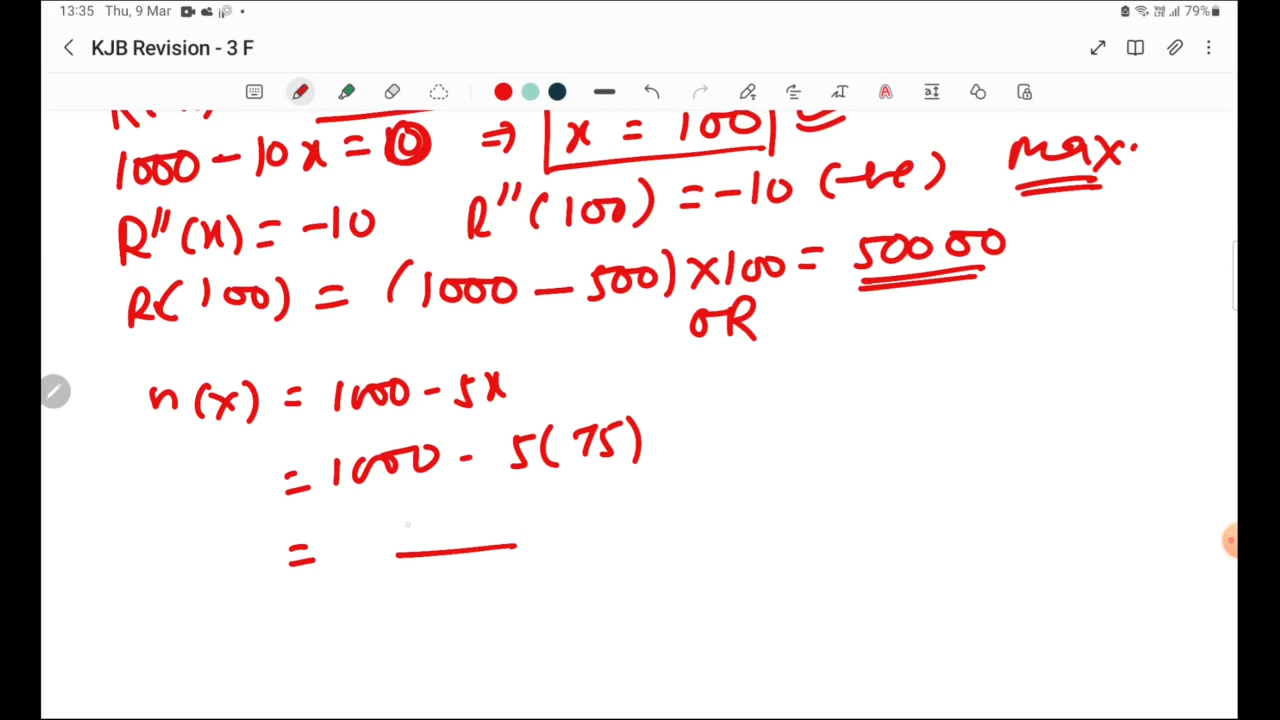 13:35 Thu, 9 Mar 79%
KJB Revision - 3 F
1000 - 10x = 0 ⇒ x = 100
R''(x) = -10 R''(100) = -10 (-ve) max.
R(100) = (1000 - 500) × 100 = 50000
OR
n(x) = 1000 - 5x
= 1000 - 5(75)
=